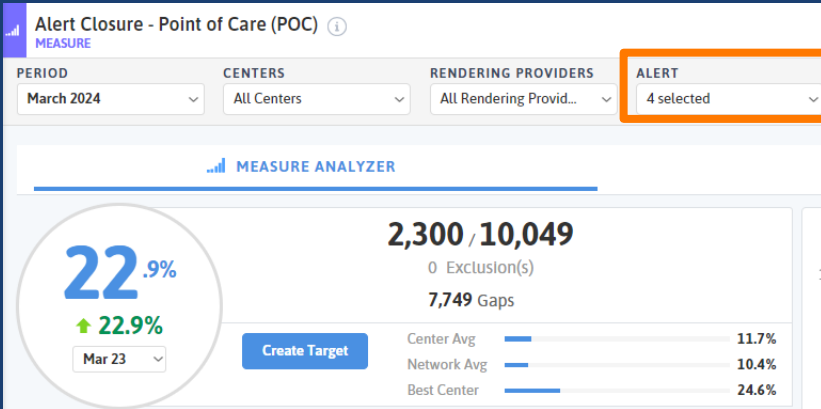 Alert Closure - Point of Care (POC)
MEASURE
PERIOD
CENTERS
RENDERING PROVIDERS
ALERT
March 2024
All Centers
All Rendering Provid...
4 selected
MEASURE ANALYZER
22.9%
22.9%
Mar 23
2,300 / 10,049
0 Exclusion(s)
7,749 Gaps
Create Target
Center Avg 11.7%
Network Avg 10.4%
Best Center 24.6%